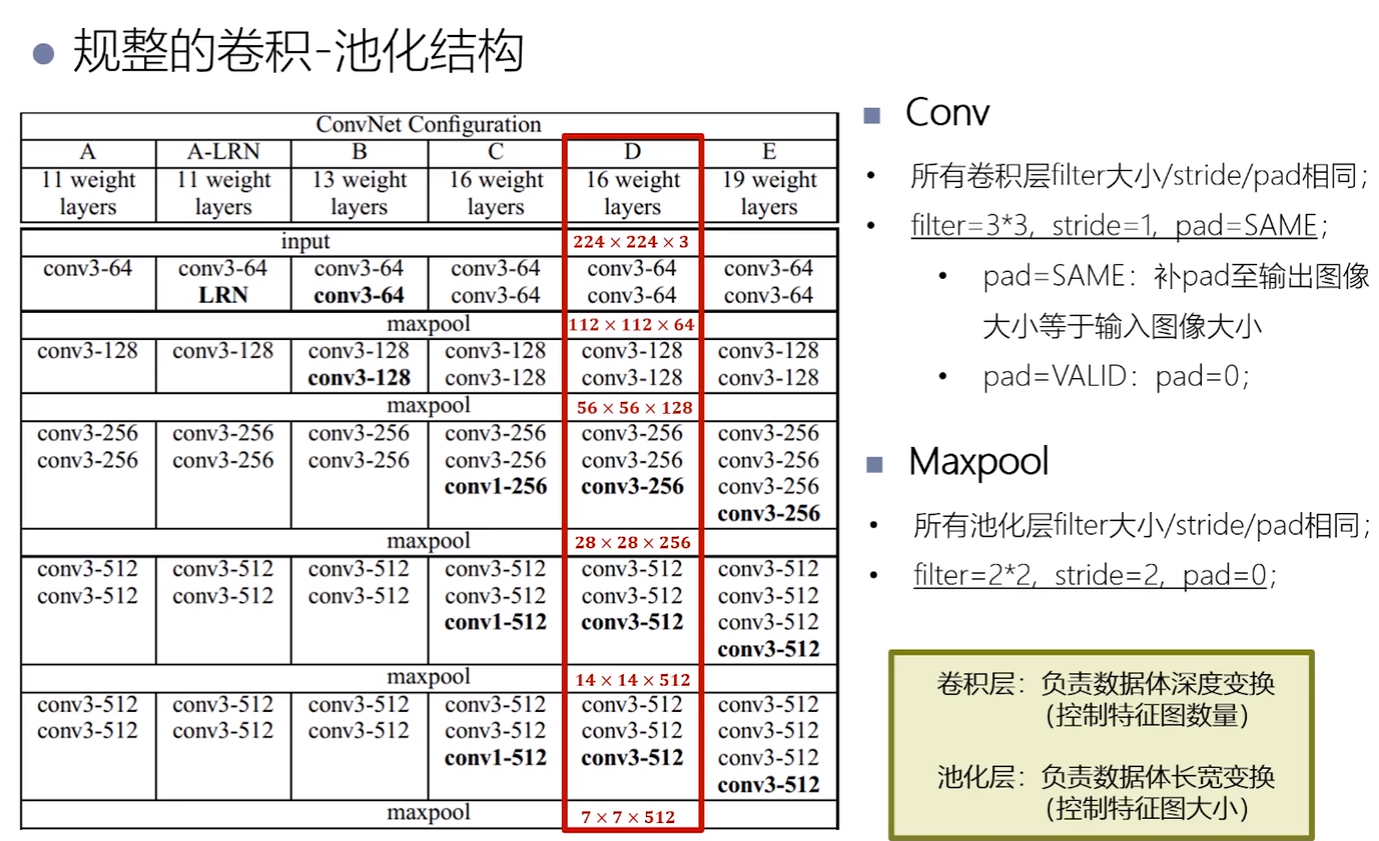 规整的卷积-池化结构
ConvNet Configuration
A A-LRN B C D E
11 weight layers 11 weight layers 13 weight layers 16 weight layers 16 weight layers 19 weight layers
input 224 × 224 × 3
conv3-64 conv3-64 conv3-64 conv3-64 conv3-64 conv3-64
LRN conv3-64 conv3-64 conv3-64 conv3-64
maxpool 112 × 112 × 64
conv3-128 conv3-128 conv3-128 conv3-128 conv3-128 conv3-128
conv3-128 conv3-128 conv3-128 conv3-128
maxpool 56 × 56 × 128
conv3-256 conv3-256 conv3-256 conv3-256 conv3-256 conv3-256
conv3-256 conv3-256 conv3-256 conv3-256 conv3-256 conv3-256
conv1-256 conv3-256 conv3-256
conv3-256
maxpool 28 × 28 × 256
conv3-512 conv3-512 conv3-512 conv3-512 conv3-512 conv3-512
conv3-512 conv3-512 conv3-512 conv3-512 conv3-512 conv3-512
conv1-512 conv3-512 conv3-512
conv3-512
maxpool 14 × 14 × 512
conv3-512 conv3-512 conv3-512 conv3-512 conv3-512 conv3-512
conv3-512 conv3-512 conv3-512 conv3-512 conv3-512 conv3-512
conv1-512 conv3-512 conv3-512
conv3-512
maxpool 7 × 7 × 512
Conv
所有卷积层filter大小/stride/pad相同；
filter=3*3, stride=1, pad=SAME；
pad=SAME：补pad至输出图像
大小等于输入图像大小
pad=VALID：pad=0；
Maxpool
所有池化层filter大小/stride/pad相同；
filter=2*2, stride=2, pad=0；
卷积层：负责数据体深度变换
（控制特征图数量）
池化层：负责数据体长宽变换
（控制特征图大小）